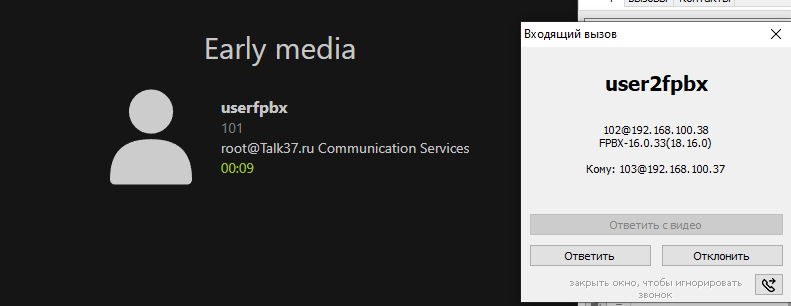 Вызовы
Контакты
Early media
userfpbx
101
root@Talk37.ru Communication Services
00:09
Входящий вызов
user2fpbx
102@192.168.100.38
FPBX-16.0.33(18.16.0)
Кому: 103@192.168.100.37
Ответить с видео
Ответить
Отклонить
закрыть окно, чтобы игнорировать
звонок